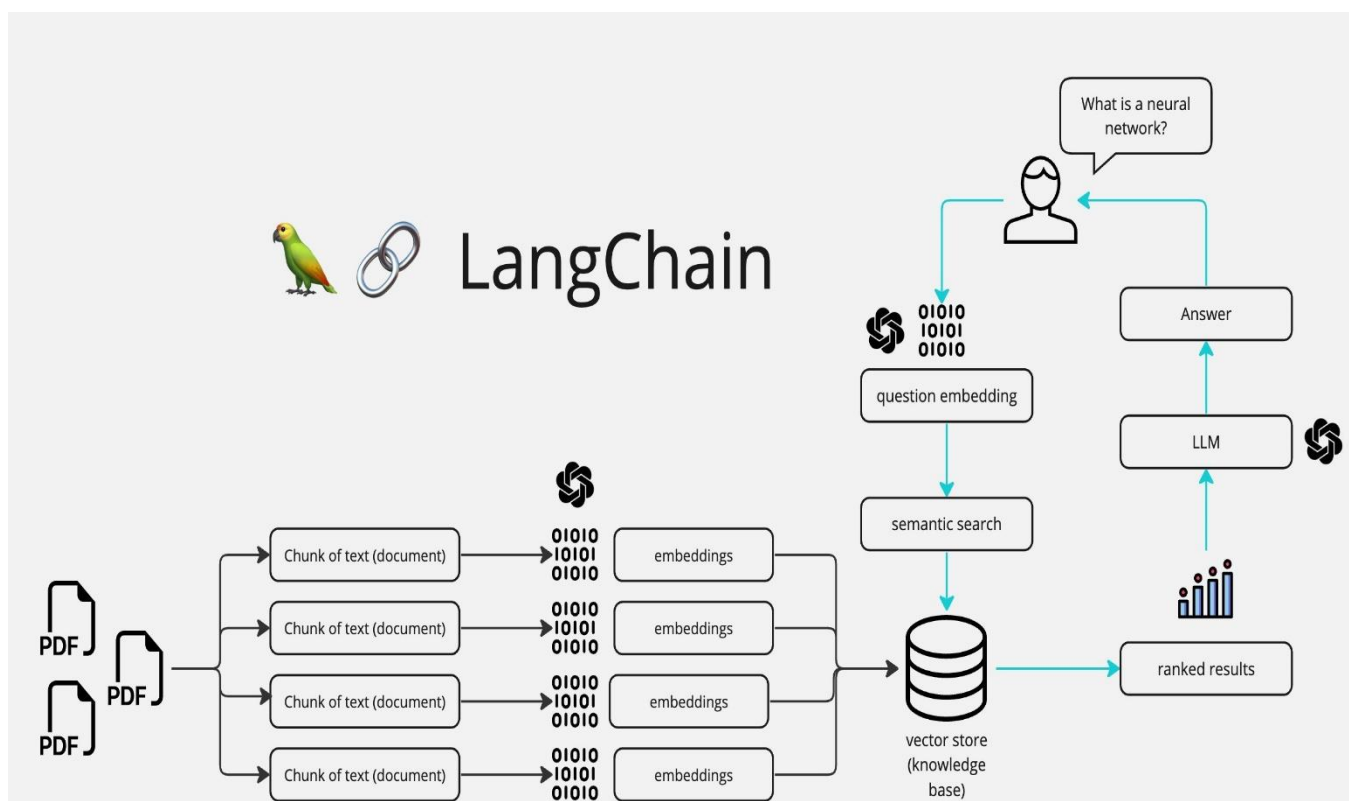 What is a neural
network?
LangChain
01010
10101
01010
Answer
question embedding
LLM
semantic search
Chunk of text (document)
01010
10101
01010
embeddings
Chunk of text (document)
01010
10101
01010
embeddings
PDF
PDF
PDF
Chunk of text (document)
01010
10101
01010
embeddings
Chunk of text (document)
01010
10101
01010
embeddings
ranked results
vector store
(knowledge
base)